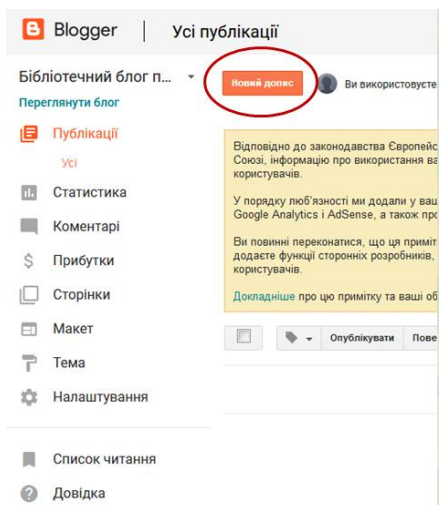 Blogger | Усі публікації
Бібліотечний блог п...
Переглянути блог
Новий допис
Ви використовуєте
Публікації
Усі
Статистика
Коментарі
Прибутки
Сторінки
Макет
Тема
Налаштування
Список читання
Довідка
Відповідно до законодавства Європейс
Союзі, інформацію про використання ва
користувачів.
У порядку люб'язності ми додали у ваш
Google Analytics і AdSense, а також про
Ви повинні переконатися, що ця приміт
додаєте функції сторонніх розробників,
користувачів.
Докладніше про цю примітку та ваші об
Опублікувати
Пове